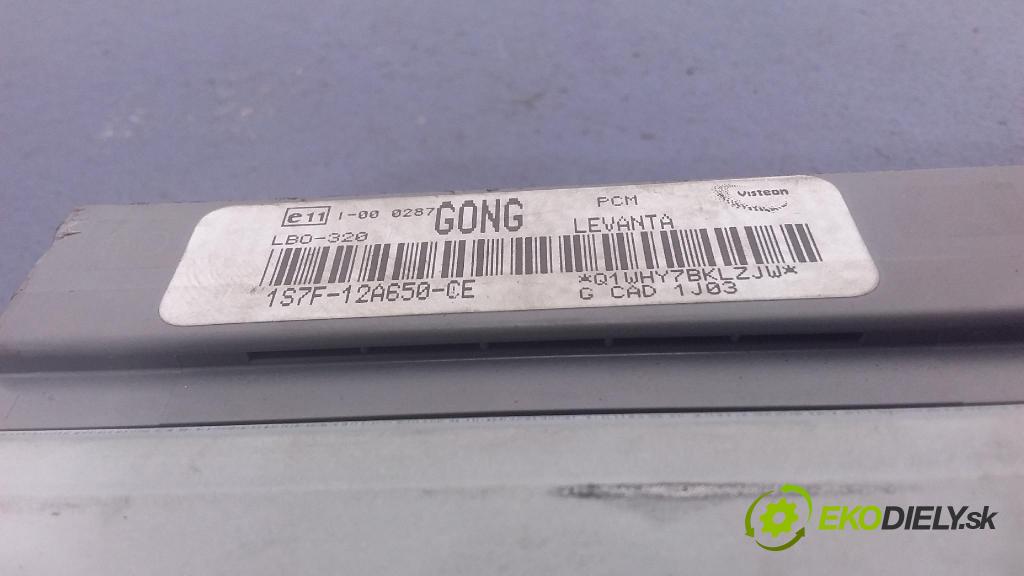 e11 I-00 0287 GONG PCM visteon
LBO-320 LEVANTA
*Q1WHY7BKLZJW*
1S7F-12A650-CE G CAD 1J03
EKODIELY.sk